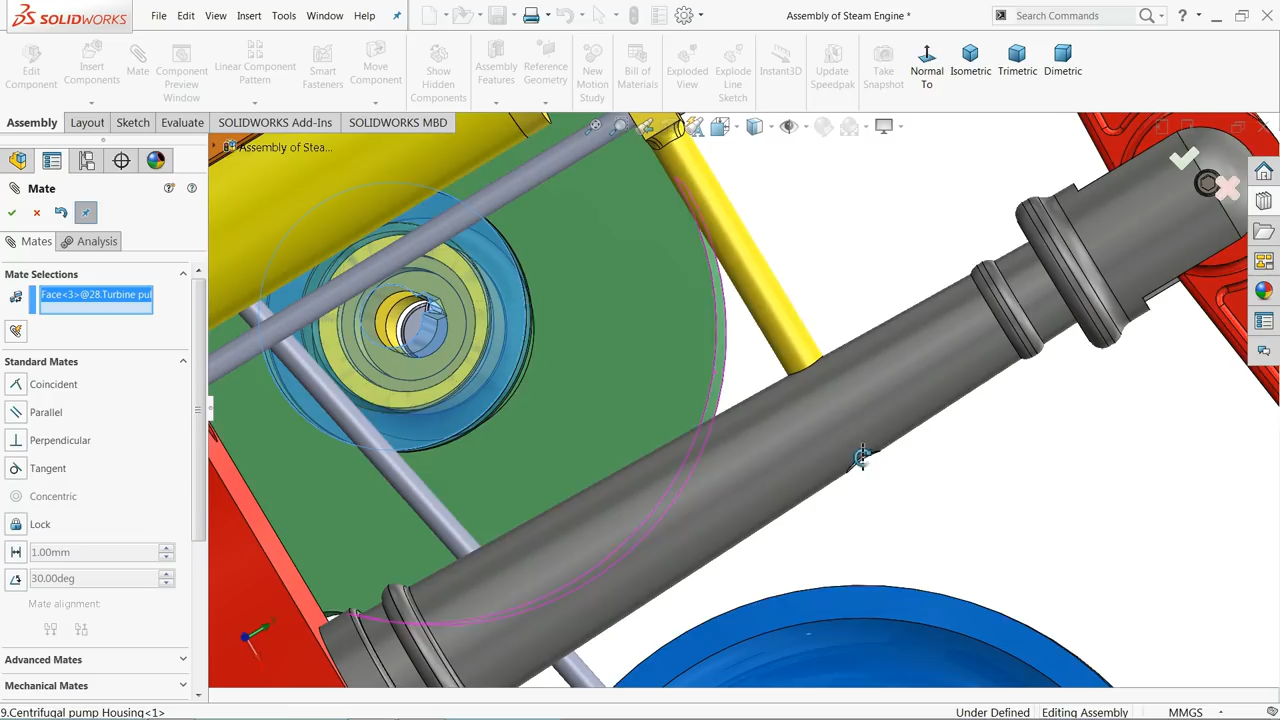 SOLIDWORKS
File Edit View Insert Tools Window Help
Assembly of Steam Engine *
Search Commands
Edit Component
Insert Components
Mate
Component Preview Window
Linear Component Pattern
Smart Fasteners
Move Component
Show Hidden Components
Assembly Features
Reference Geometry
New Motion Study
Bill of Materials
Exploded View
Explode Line Sketch
Instant3D
Update Speedpak
Take Snapshot
Normal To
Isometric
Trimetric
Dimetric
Assembly Layout Sketch Evaluate SOLIDWORKS Add-Ins SOLIDWORKS MBD
Assembly of Stea...
Mate
Mates Analysis
Mate Selections
Face<3>@28.Turbine pul
Standard Mates
Coincident
Parallel
Perpendicular
Tangent
Concentric
Lock
1.00mm
30.00deg
Mate alignment:
Advanced Mates
Mechanical Mates
9.Centrifugal pump Housing<1>
Under Defined Editing Assembly MMGS